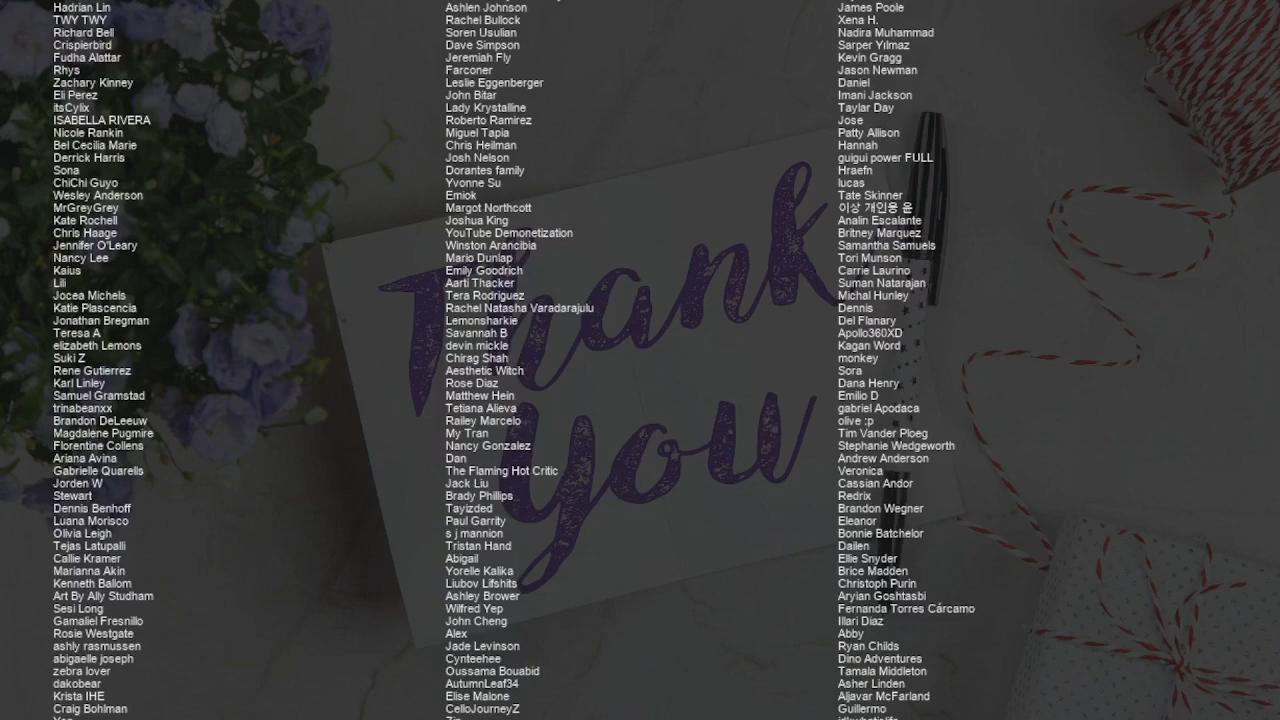 Hadrian Lin
TWY TWY
Richard Bell
Crispierbird
Fudha Alattar
Rhys
Zachary Kinney
Eli Perez
itsCylix
ISABELLA RIVERA
Nicole Rankin
Bel Cecilia Marie
Derrick Harris
Sona
ChiChi Guyo
Wesley Anderson
MrGreyGrey
Kate Rochell
Chris Haage
Jennifer O'Leary
Nancy Lee
Kaius
Lili
Jocea Michels
Katie Plascencia
Jonathan Bregman
Teresa A
elizabeth Lemons
Suki Z
Rene Gutierrez
Karl Linley
Samuel Gramstad
trinabeanxx
Brandon DeLeeuw
Magdalene Pugmire
Florentine Collens
Ariana Avina
Gabrielle Quarells
Jorden W
Stewart
Dennis Benhoff
Luana Morisco
Olivia Leigh
Tejas Latupalli
Callie Kramer
Marianna Akin
Kenneth Ballom
Art By Ally Studham
Sesi Long
Gamaliel Fresnillo
Rosie Westgate
ashly rasmussen
abigaelle joseph
zebra lover
dakobear
Krista IHE
Craig Bohlman
Ashlen Johnson
Rachel Bullock
Soren Usulian
Dave Simpson
Jeremiah Fly
Farconer
Leslie Eggenberger
John Bitar
Lady Krystalline
Roberto Ramirez
Miguel Tapia
Chris Heilman
Josh Nelson
Dorantes family
Yvonne Su
Emiok
Margot Northcott
Joshua King
YouTube Demonetization
Winston Arancibia
Mario Dunlap
Emily Goodrich
Aarti Thacker
Tera Rodriguez
Rachel Natasha Varadarajulu
Lemonsharkie
Savannah B
devin mickle
Chirag Shah
Aesthetic Witch
Rose Diaz
Matthew Hein
Tetiana Alieva
Railey Marcelo
My Tran
Nancy Gonzalez
Dan
The Flaming Hot Critic
Jack Liu
Brady Phillips
Tayizded
Paul Garrity
s j mannion
Tristan Hand
Abigail
Yorelle Kalika
Liubov Lifshits
Ashley Brower
Wilfred Yep
John Cheng
Alex
Jade Levinson
Cynteehee
Oussama Bouabid
AutumnLeaf34
Elise Malone
CelloJourneyZ
James Poole
Xena H.
Nadira Muhammad
Sarper Yılmaz
Kevin Gragg
Jason Newman
Daniel
Imani Jackson
Taylar Day
Jose
Patty Allison
Hannah
guigui power FULL
Hraefn
lucas
Tate Skinner
이상 개인용 윤
Analin Escalante
Britney Marquez
Samantha Samuels
Tori Munson
Carrie Laurino
Suman Natarajan
Michal Hunley
Dennis
Del Flanary
Apollo360XD
Kagan Word
monkey
Sora
Dana Henry
Emilio D
gabriel Apodaca
olive :p
Tim Vander Ploeg
Stephanie Wedgeworth
Andrew Anderson
Veronica
Cassian Andor
Redrix
Brandon Wegner
Eleanor
Bonnie Batchelor
Dailen
Ellie Snyder
Brice Madden
Christoph Purin
Aryian Goshtasbi
Fernanda Torres Cárcamo
Illari Diaz
Abby
Ryan Childs
Dino Adventures
Tamala Middleton
Asher Linden
Aljavar McFarland
Guillermo
Thank
you